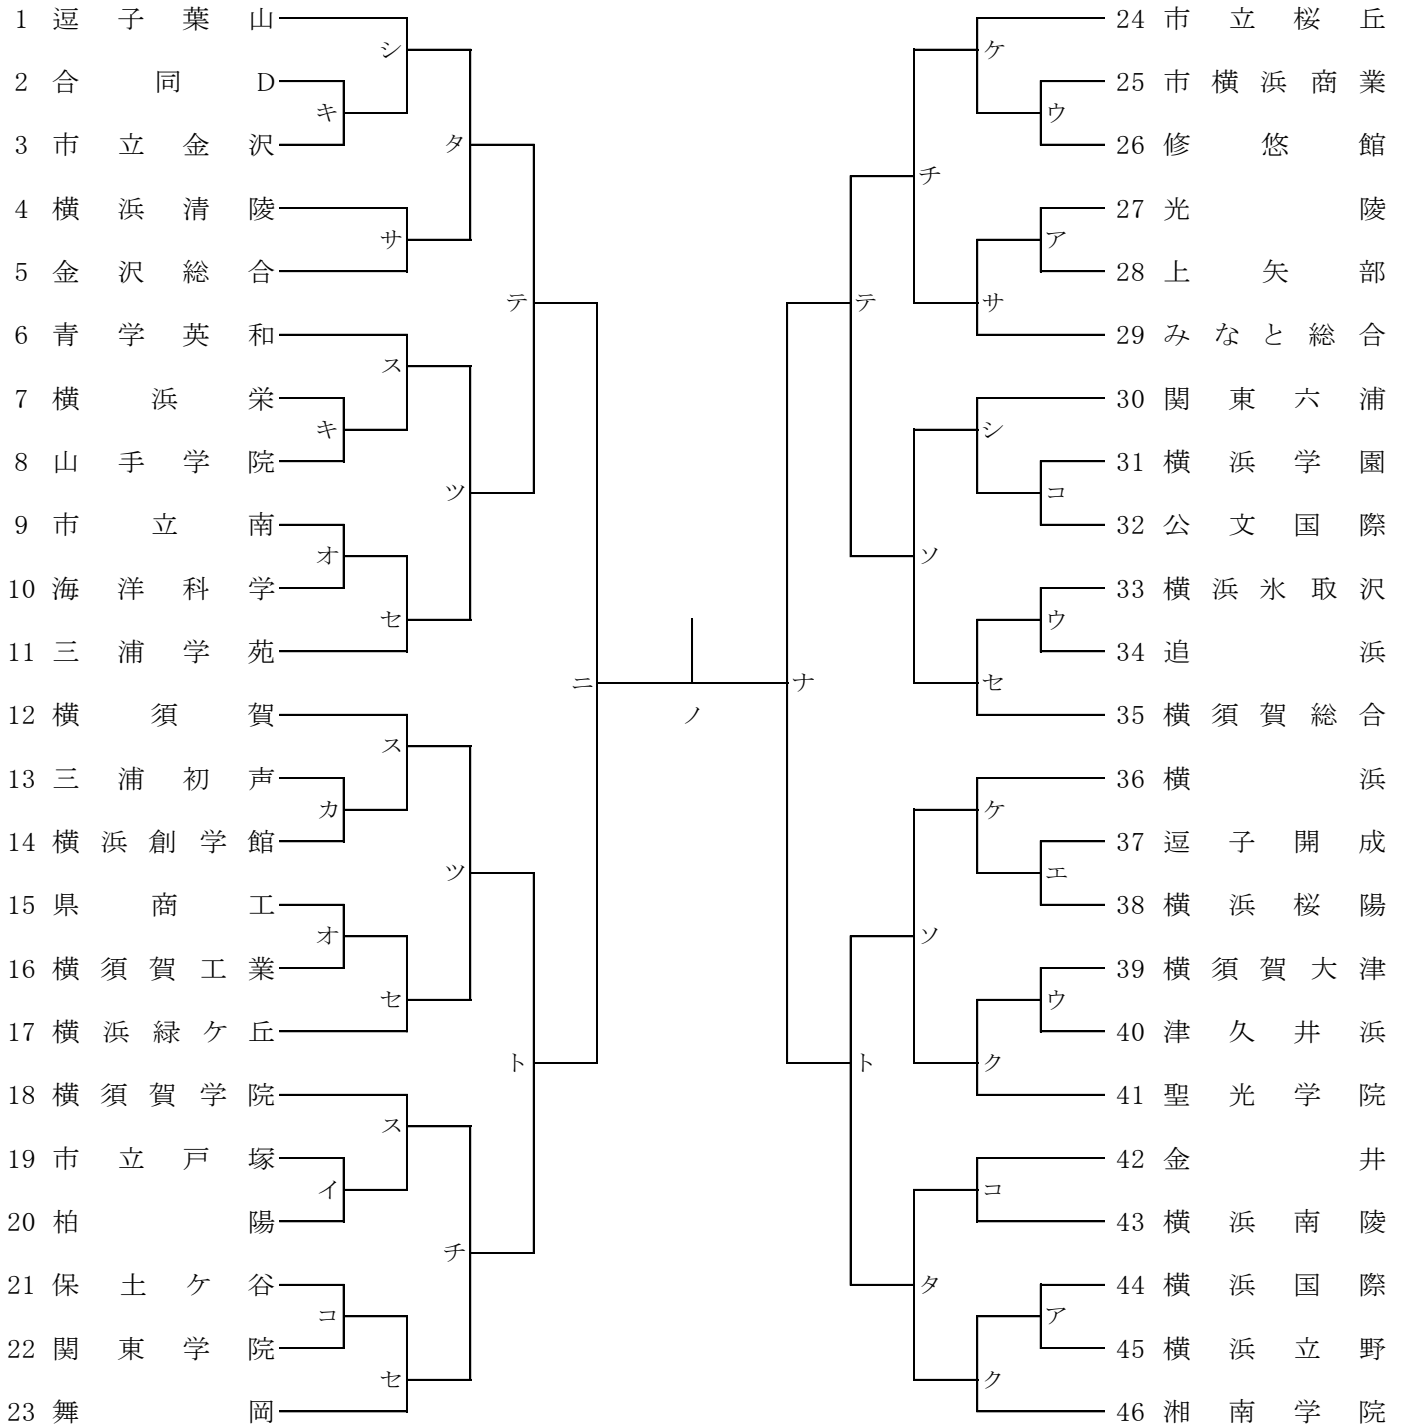 1 逗子葉山
シ
2 合同D
キ
3 市立金沢
タ
4 横浜清陵
サ
5 金沢総合
テ
6 青学英和
ス
7 横浜栄
キ
8 山手学院
ツ
9 市立南
オ
10 海洋科学
セ
11 三浦学苑
ニ
12 横須賀
ス
13 三浦初声
カ
14 横浜創学館
ツ
15 県商工
オ
16 横須賀工業
セ
17 横浜緑ケ丘
ト
18 横須賀学院
ス
19 市立戸塚
イ
20 柏陽
チ
21 保土ケ谷
コ
22 関東学院
セ
23 舞岡
ノ
24 市立桜丘
ケ
25 市横浜商業
ウ
26 修悠館
チ
27 光陵
ア
28 上矢部
サ
テ
29 みなと総合
30 関東六浦
シ
31 横浜学園
コ
32 公文国際
ソ
33 横浜氷取沢
ウ
34 追浜
セ
ナ
35 横須賀総合
36 横浜
ケ
37 逗子開成
エ
38 横浜桜陽
ソ
39 横須賀大津
ウ
40 津久井浜
ク
ト
41 聖光学院
42 金井
コ
43 横浜南陵
タ
44 横浜国際
ア
45 横浜立野
ク
46 湘南学院